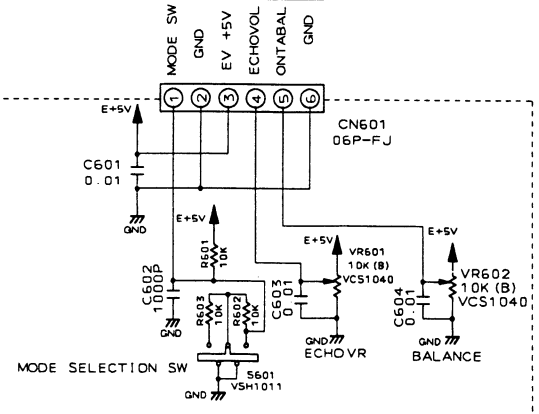 MODE SW
GND
EV +5V
ECHOVOL
ONTABAL
GND
1 2 3 4 5 6
E+5V
CN601
06P-FJ
C601
0.01
GND
E+5V
R601
10K
E+5V
VR601
10K (B)
VCS1040
E+5V
VR602
10K (B)
VCS1040
C602
1000P
GND
R603
10K
R602
10K
C603
0.01
GND
ECHOVR
C604
0.01
GND
BALANCE
MODE SELECTION SW
S601
VSH1011
GND